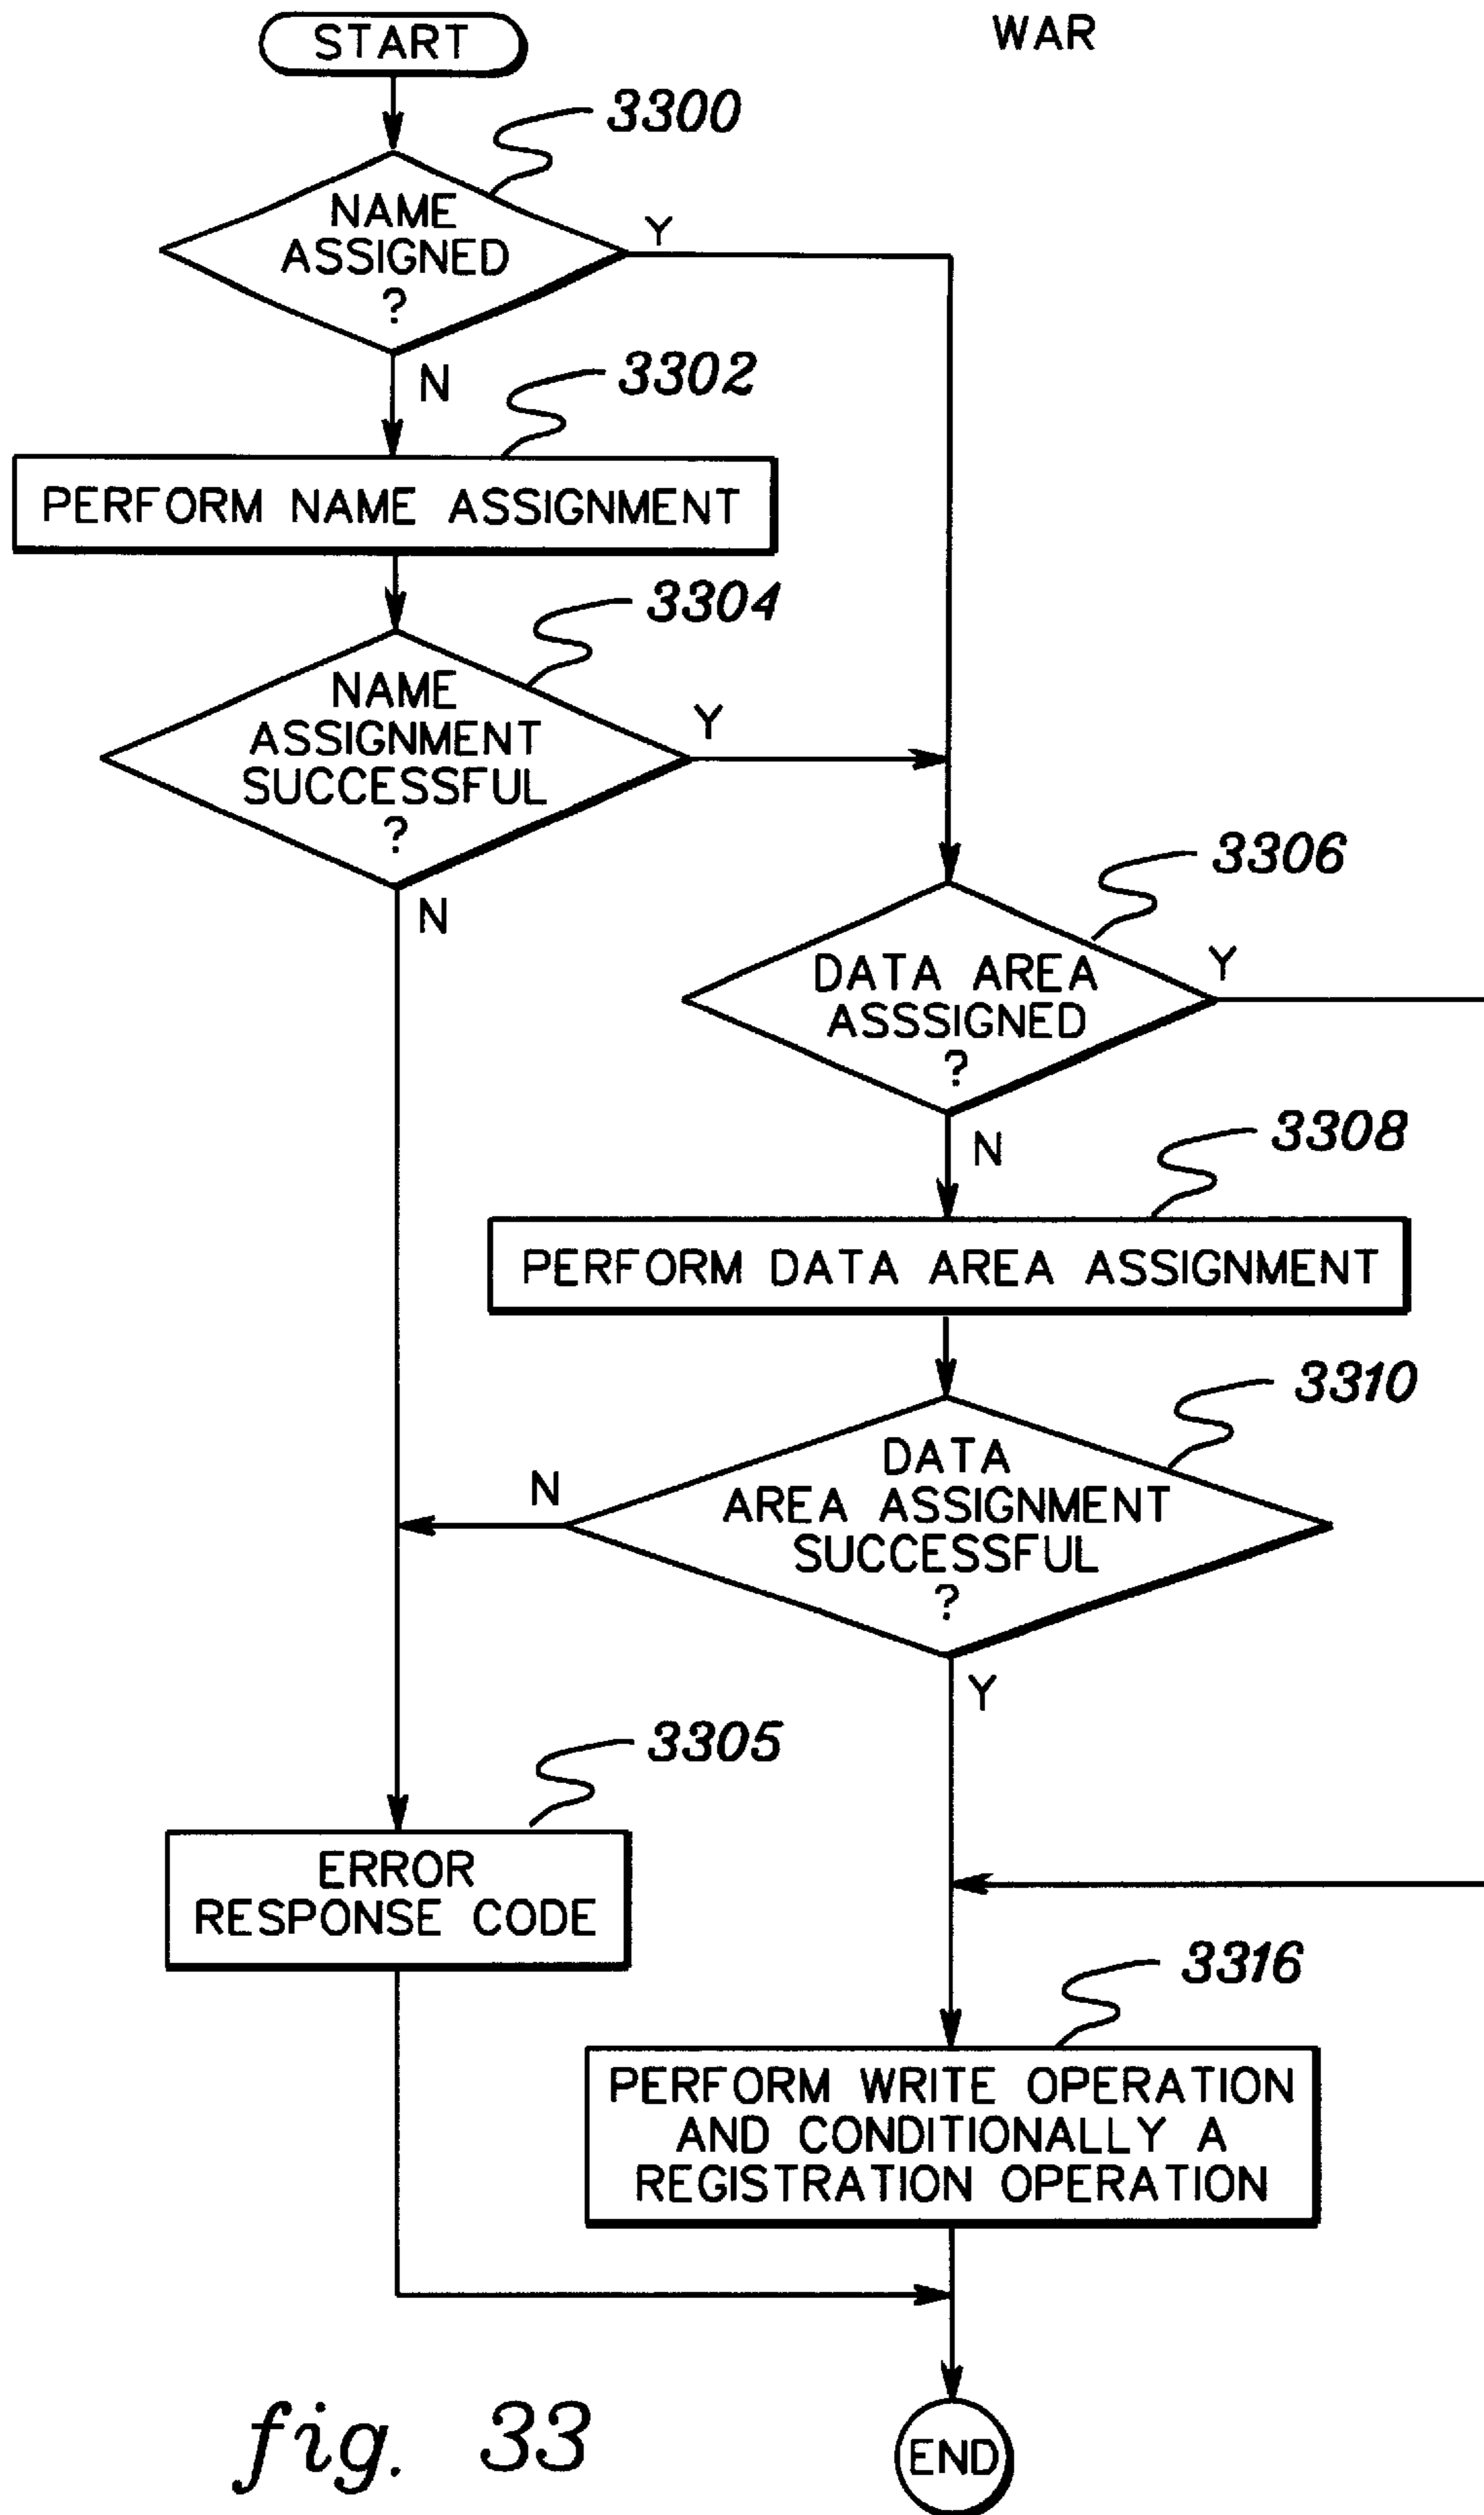 START
WAR
3300
NAME
ASSIGNED
?
Y
N
3302
PERFORM NAME ASSIGNMENT
3304
NAME
ASSIGNMENT
SUCCESSFUL
?
Y
N
3306
DATA AREA
ASSSIGNED
?
Y
N
3308
PERFORM DATA AREA ASSIGNMENT
3310
DATA
AREA ASSIGNMENT
SUCCESSFUL
?
N
Y
3305
ERROR
RESPONSE CODE
3316
PERFORM WRITE OPERATION
AND CONDITIONALLY A
REGISTRATION OPERATION
END
fig. 33